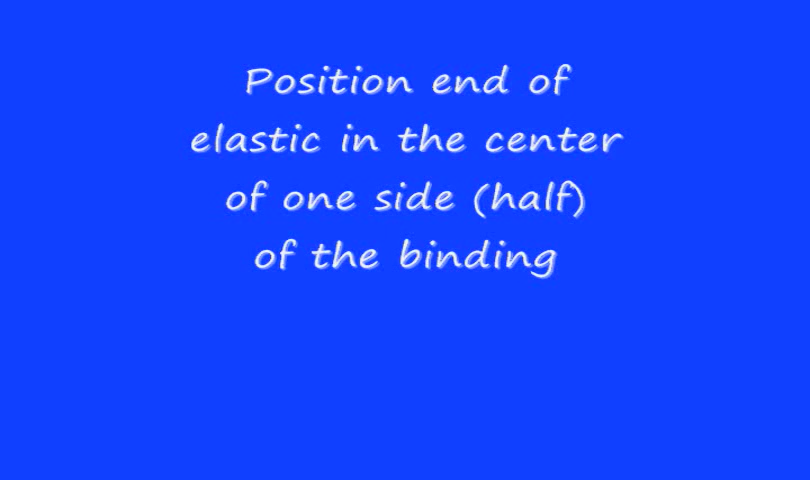 Position end of
elastic in the center
of one side (half)
of the binding